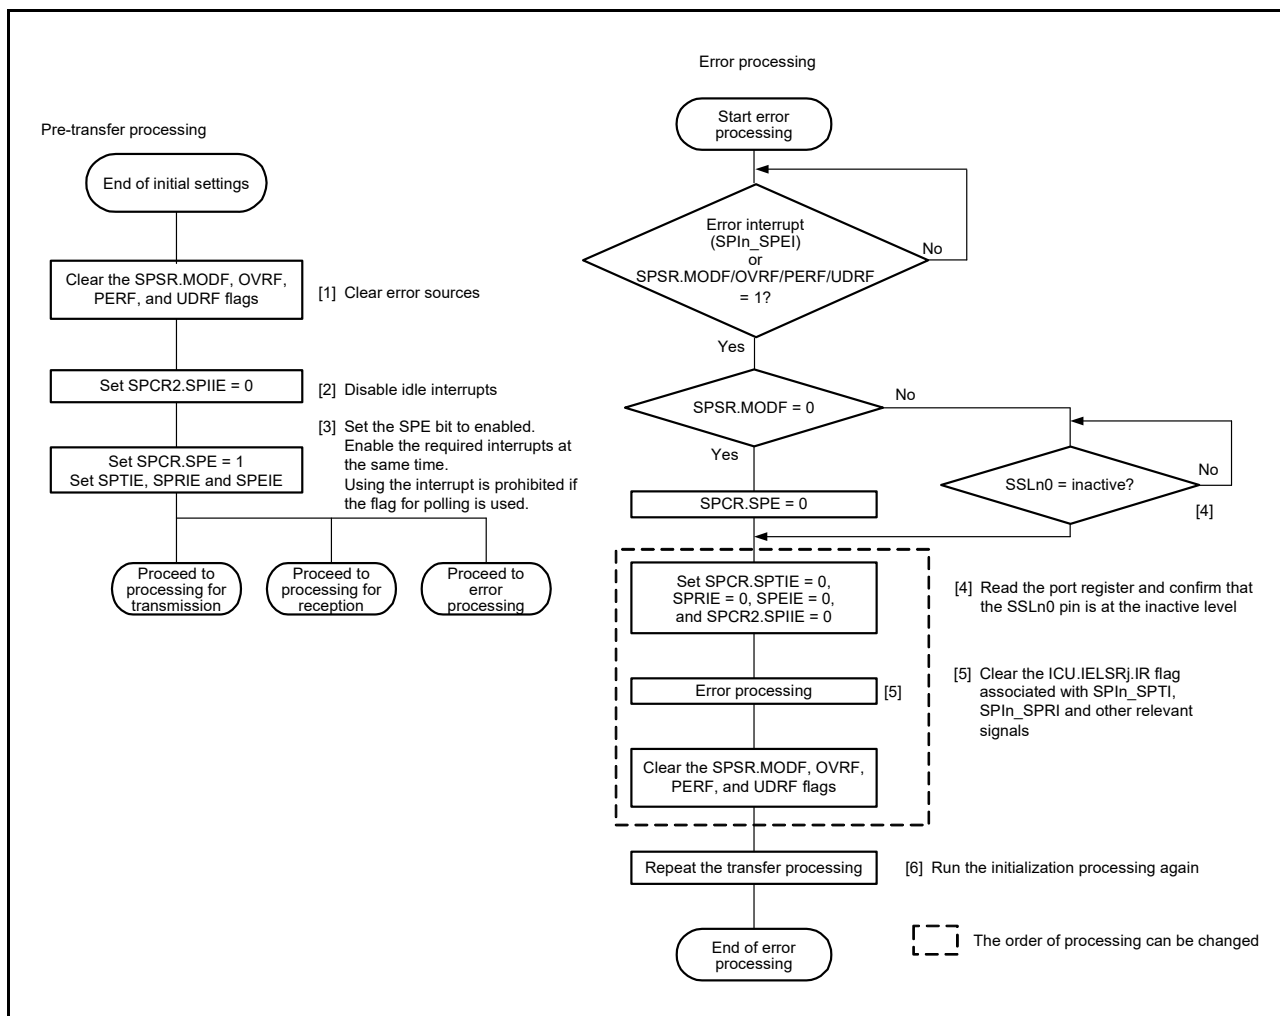 Pre-transfer processing
End of initial settings
Clear the SPSR.MODF, OVRF,
PERF, and UDRF flags
[1] Clear error sources
Set SPCR2.SPIIE = 0
[2] Disable idle interrupts
Set SPCR.SPE = 1
Set SPTIE, SPRIE and SPEIE
[3] Set the SPE bit to enabled.
Enable the required interrupts at
the same time.
Using the interrupt is prohibited if
the flag for polling is used.
Proceed to
processing for
transmission
Proceed to
processing for
reception
Proceed to
error
processing
Error processing
Start error
processing
Error interrupt
(SPIn_SPEI)
or
SPSR.MODF/OVRF/PERF/UDRF
= 1?
No
Yes
SPSR.MODF = 0
No
Yes
SSLn0 = inactive?
No
[4]
SPCR.SPE = 0
Set SPCR.SPTIE = 0,
SPRIE = 0, SPEIE = 0,
and SPCR2.SPIIE = 0
[4] Read the port register and confirm that
the SSLn0 pin is at the inactive level
Error processing
[5]
[5] Clear the ICU.IELSRj.IR flag
associated with SPIn_SPTI,
SPIn_SPRI and other relevant
signals
Clear the SPSR.MODF, OVRF,
PERF, and UDRF flags
Repeat the transfer processing
[6] Run the initialization processing again
End of error
processing
The order of processing can be changed